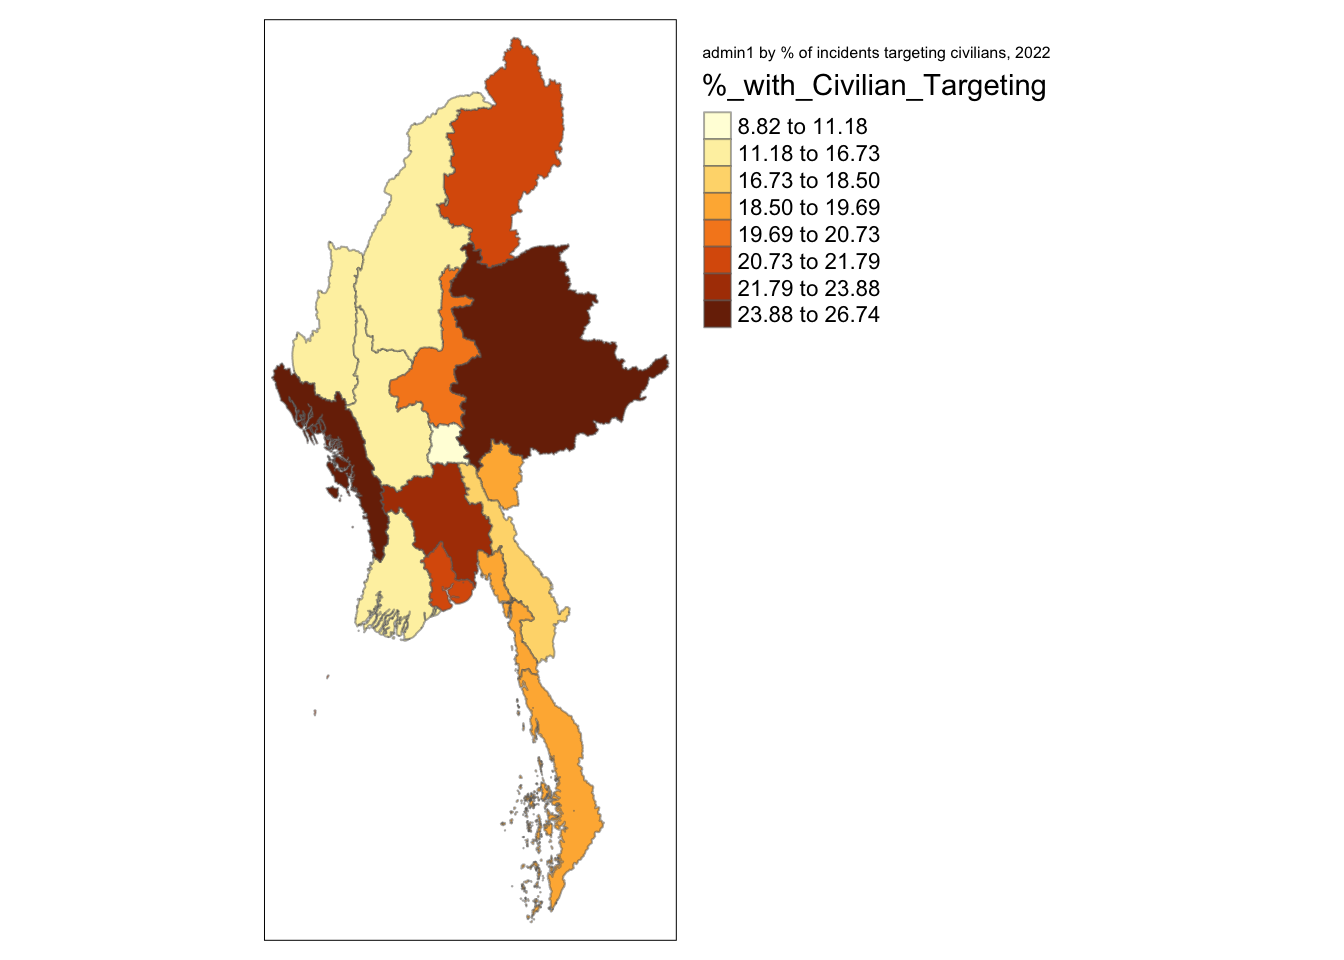 admin1 by % of incidents targeting civilians, 2022
%_with_Civilian_Targeting
8.82 to 11.18
11.18 to 16.73
16.73 to 18.50
18.50 to 19.69
19.69 to 20.73
20.73 to 21.79
21.79 to 23.88
23.88 to 26.74